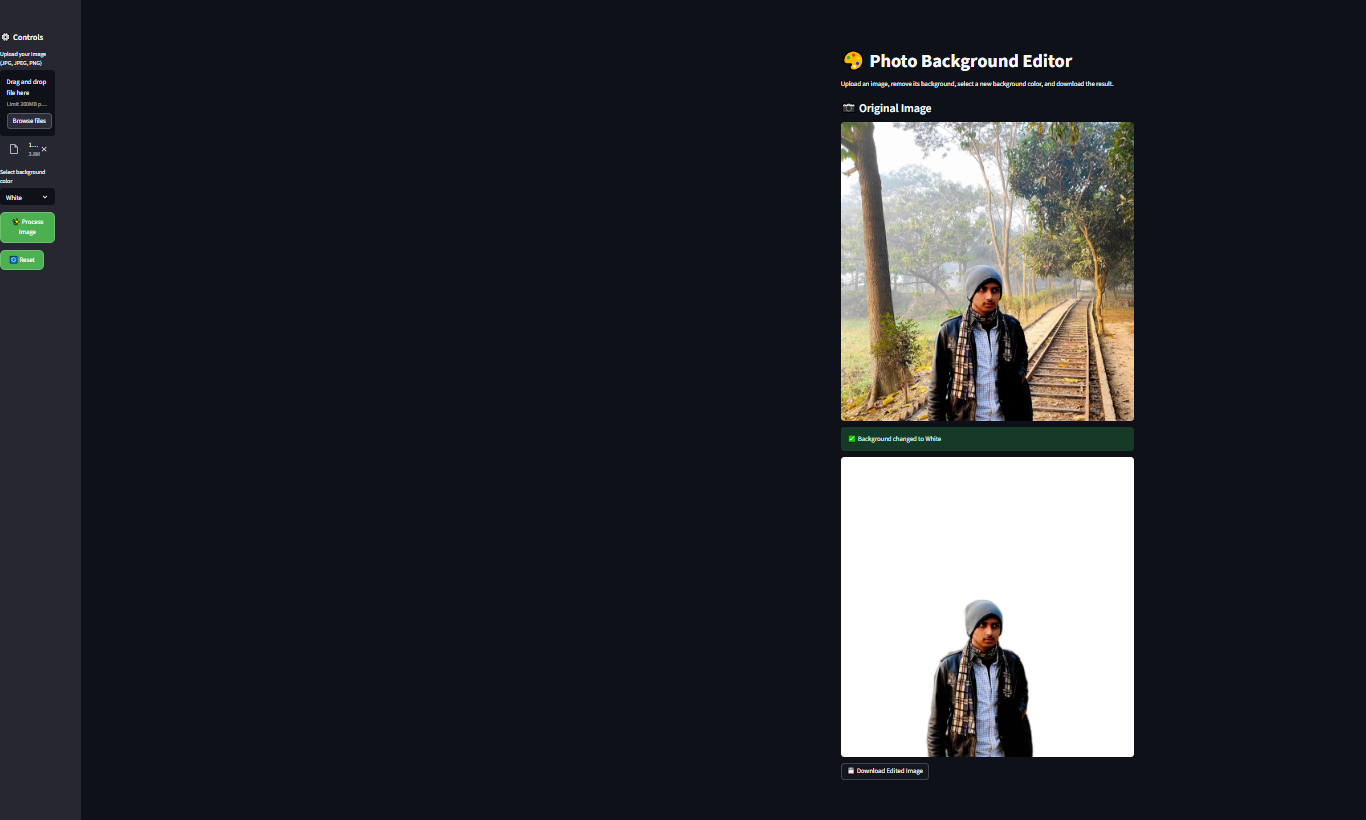 Controls
Upload your image
(JPG, JPEG, PNG)
Drag and drop
file here
Limit 200MB p...
Browse files
1...
3.8M
Select background
color
White
Process
Image
Reset
Photo Background Editor
Upload an image, remove its background, select a new background color, and download the result.
Original Image
Background changed to White
Download Edited Image